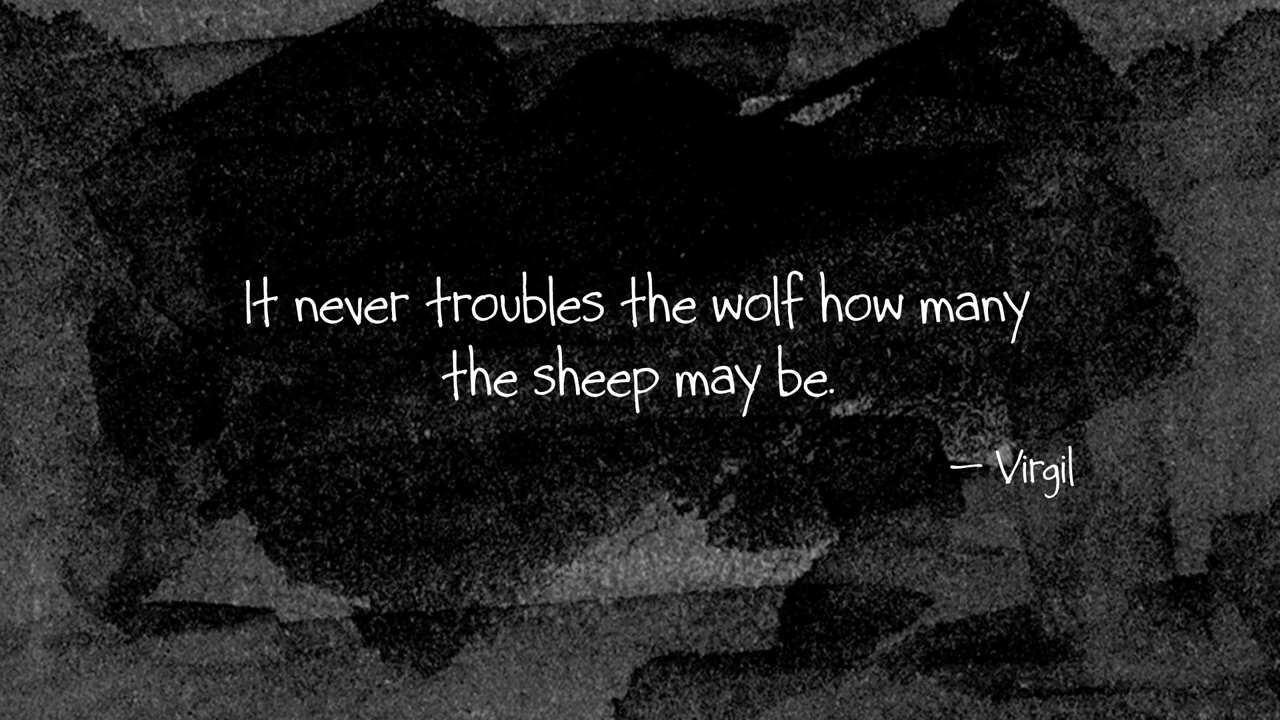 It never troubles the wolf how many
the sheep may be.
— Virgil